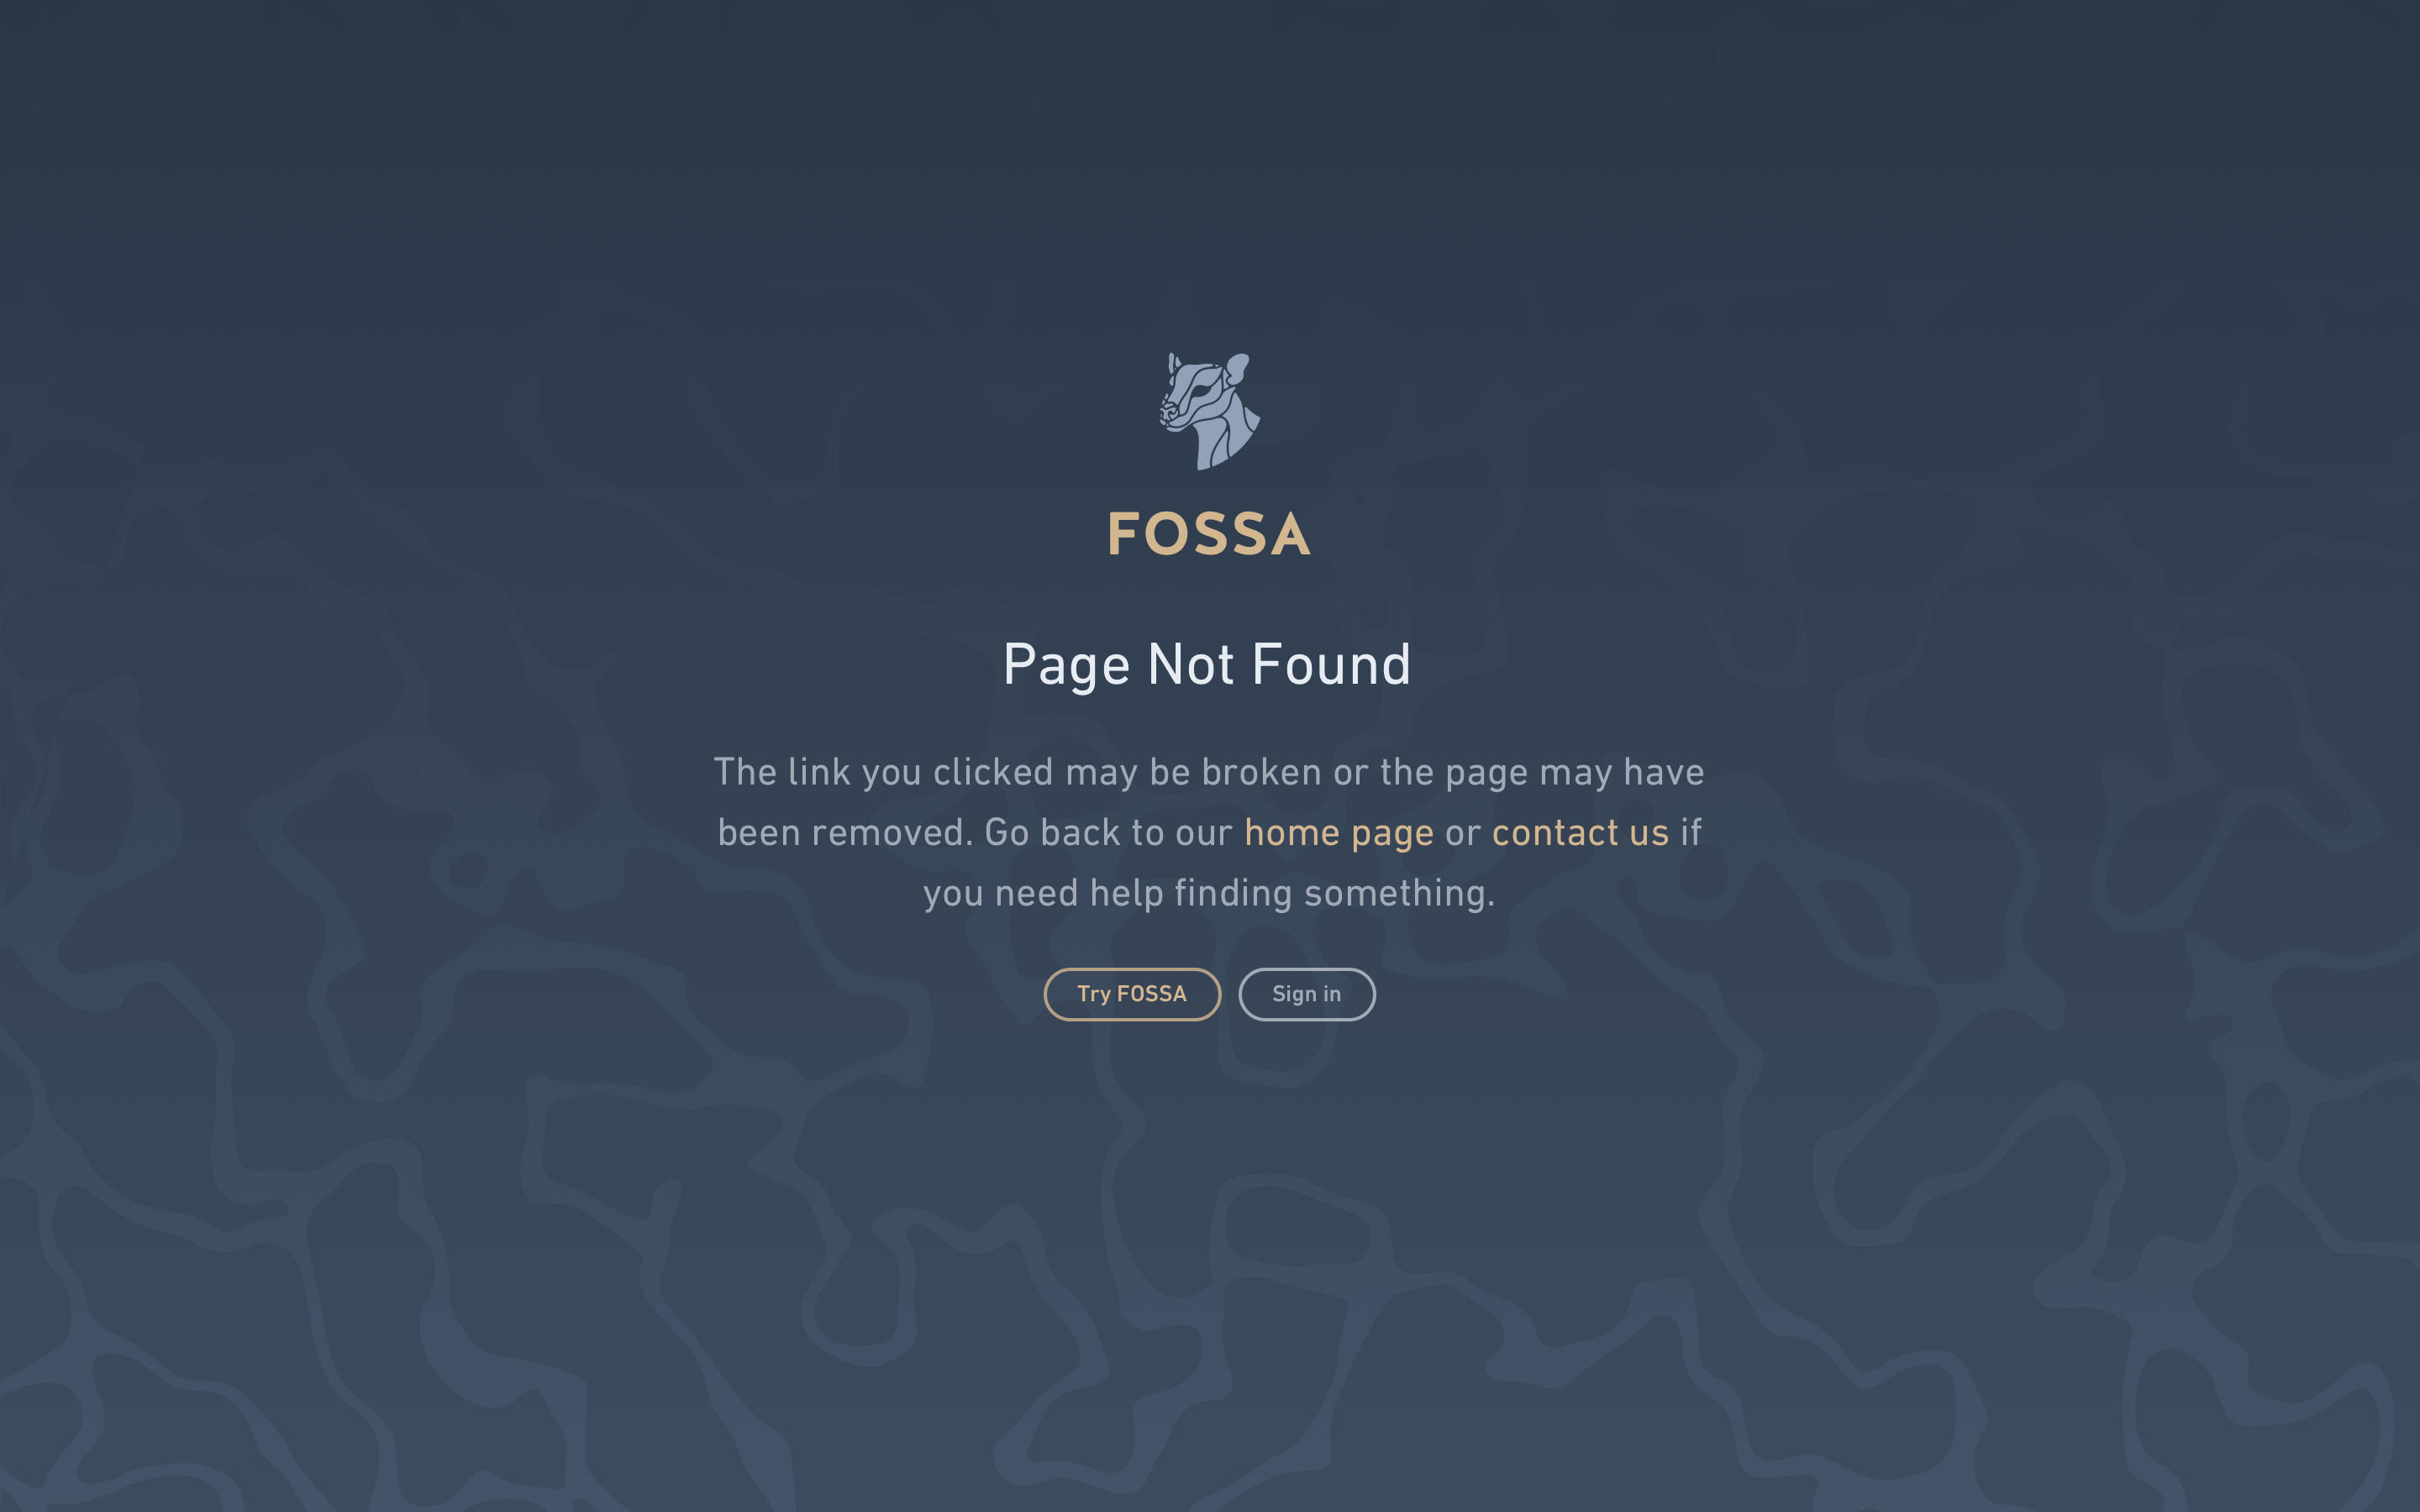 FOSSA
Page Not Found
The link you clicked may be broken or the page may have
been removed. Go back to our home page or contact us if
you need help finding something.
Try FOSSA
Sign in